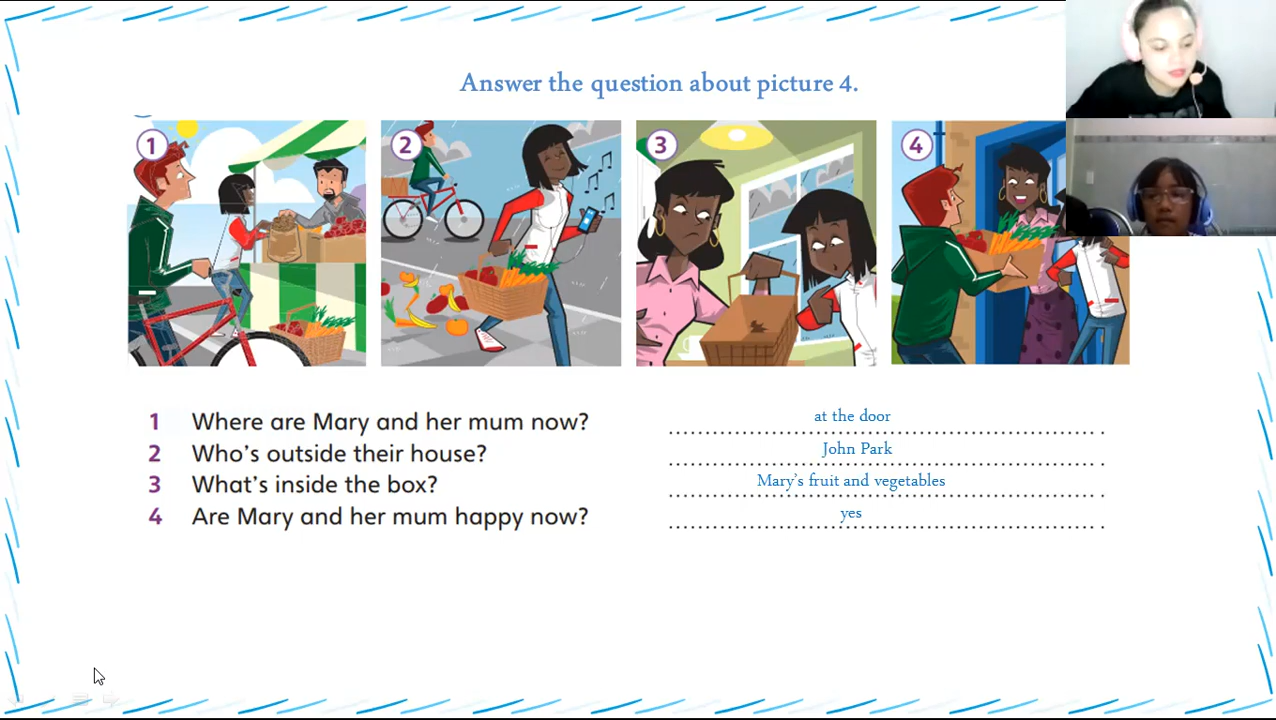 Answer the question about picture 4.
1 2 3 4
1 Where are Mary and her mum now? at the door
2 Who's outside their house? John Park
3 What's inside the box? Mary's fruit and vegetables
4 Are Mary and her mum happy now? yes